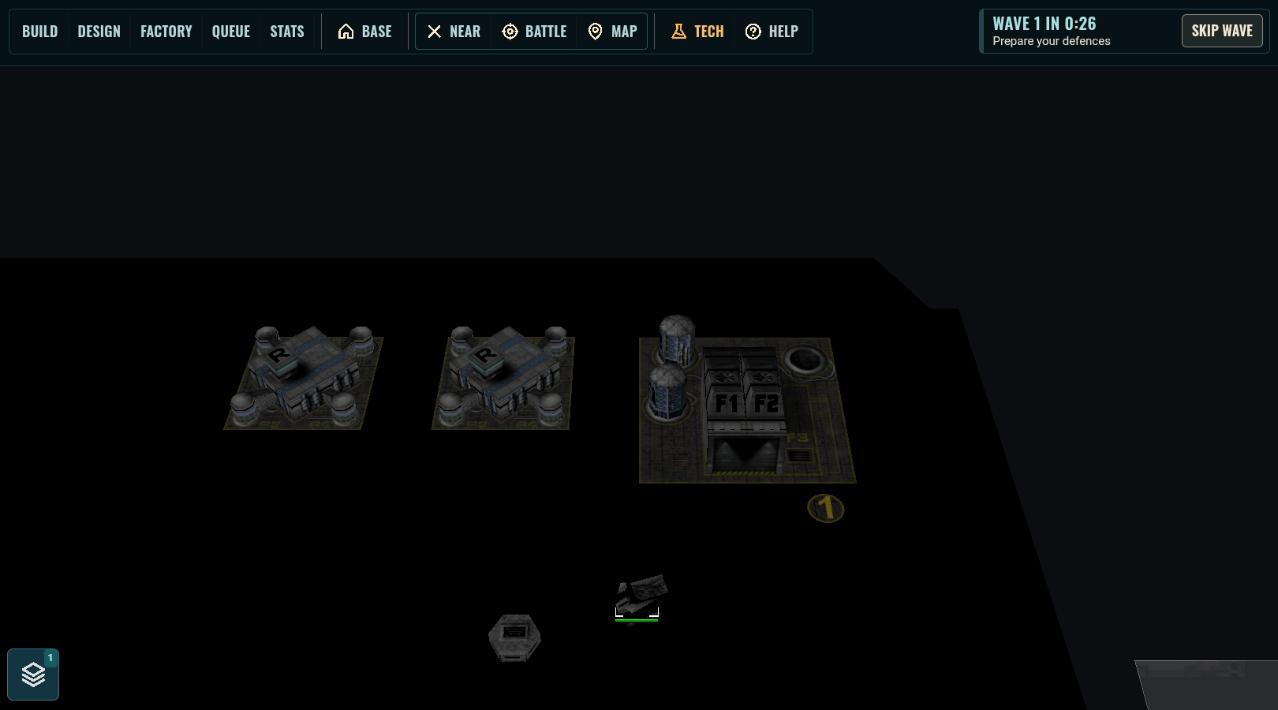 BUILD DESIGN FACTORY QUEUE STATS BASE NEAR BATTLE MAP TECH HELP
WAVE 1 IN 0:26
Prepare your defences
SKIP WAVE
R
R
F1 F2
F3
1
1